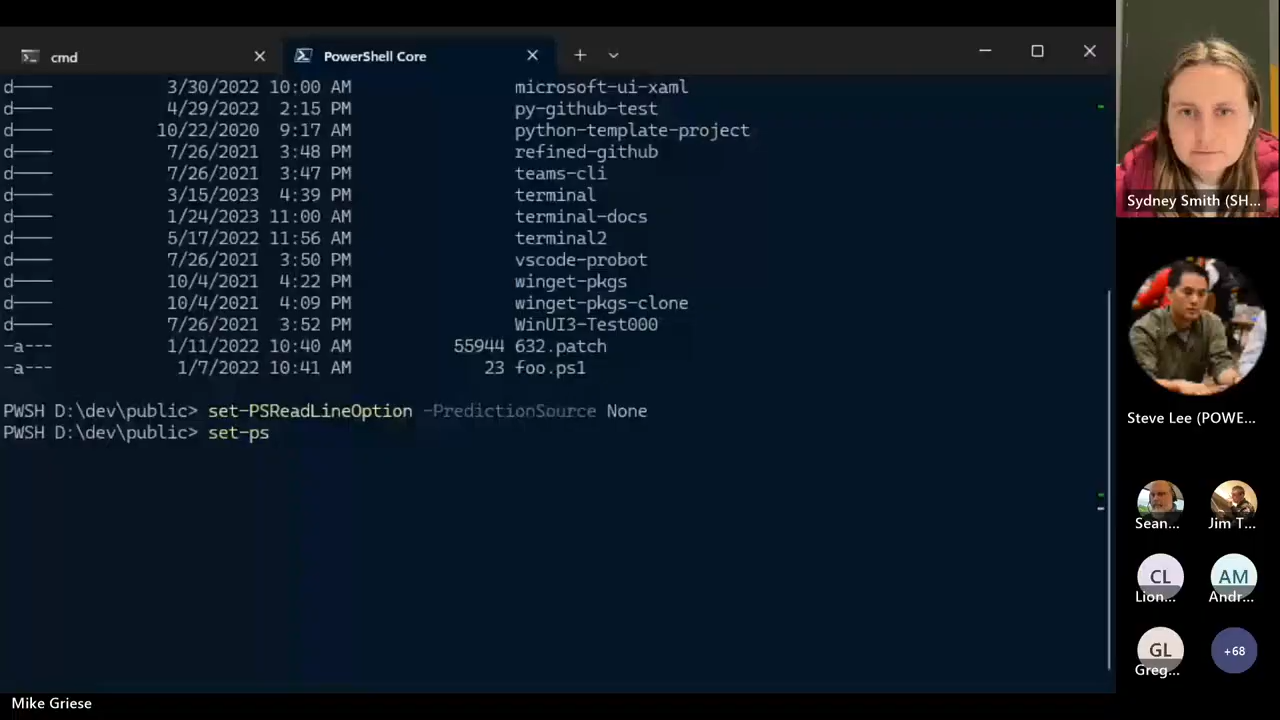 cmd
PowerShell Core
d---- 3/30/2022 10:00 AM microsoft-ui-xaml
d---- 4/29/2022 2:15 PM py-github-test
d---- 10/22/2020 9:17 AM python-template-project
d---- 7/26/2021 3:48 PM refined-github
d---- 7/26/2021 3:47 PM teams-cli
d---- 3/15/2023 4:39 PM terminal
d---- 1/24/2023 11:00 AM terminal-docs
d---- 5/17/2022 11:56 AM terminal2
d---- 7/26/2021 3:50 PM vscode-probot
d---- 10/4/2021 4:22 PM winget-pkgs
d---- 10/4/2021 4:09 PM winget-pkgs-clone
d---- 7/26/2021 3:52 PM WinUI3-Test000
-a--- 1/11/2022 10:40 AM 55944 632.patch
-a--- 1/7/2022 10:41 AM 23 foo.ps1
PWSH D:\dev\public> set-PSReadLineOption -PredictionSource None
PWSH D:\dev\public> set-ps
Mike Griese
Sydney Smith (SH...
Steve Lee (POWE...
Sean...
Jim T...
CL
Lion...
AM
Andr...
GL
Greg...
+68